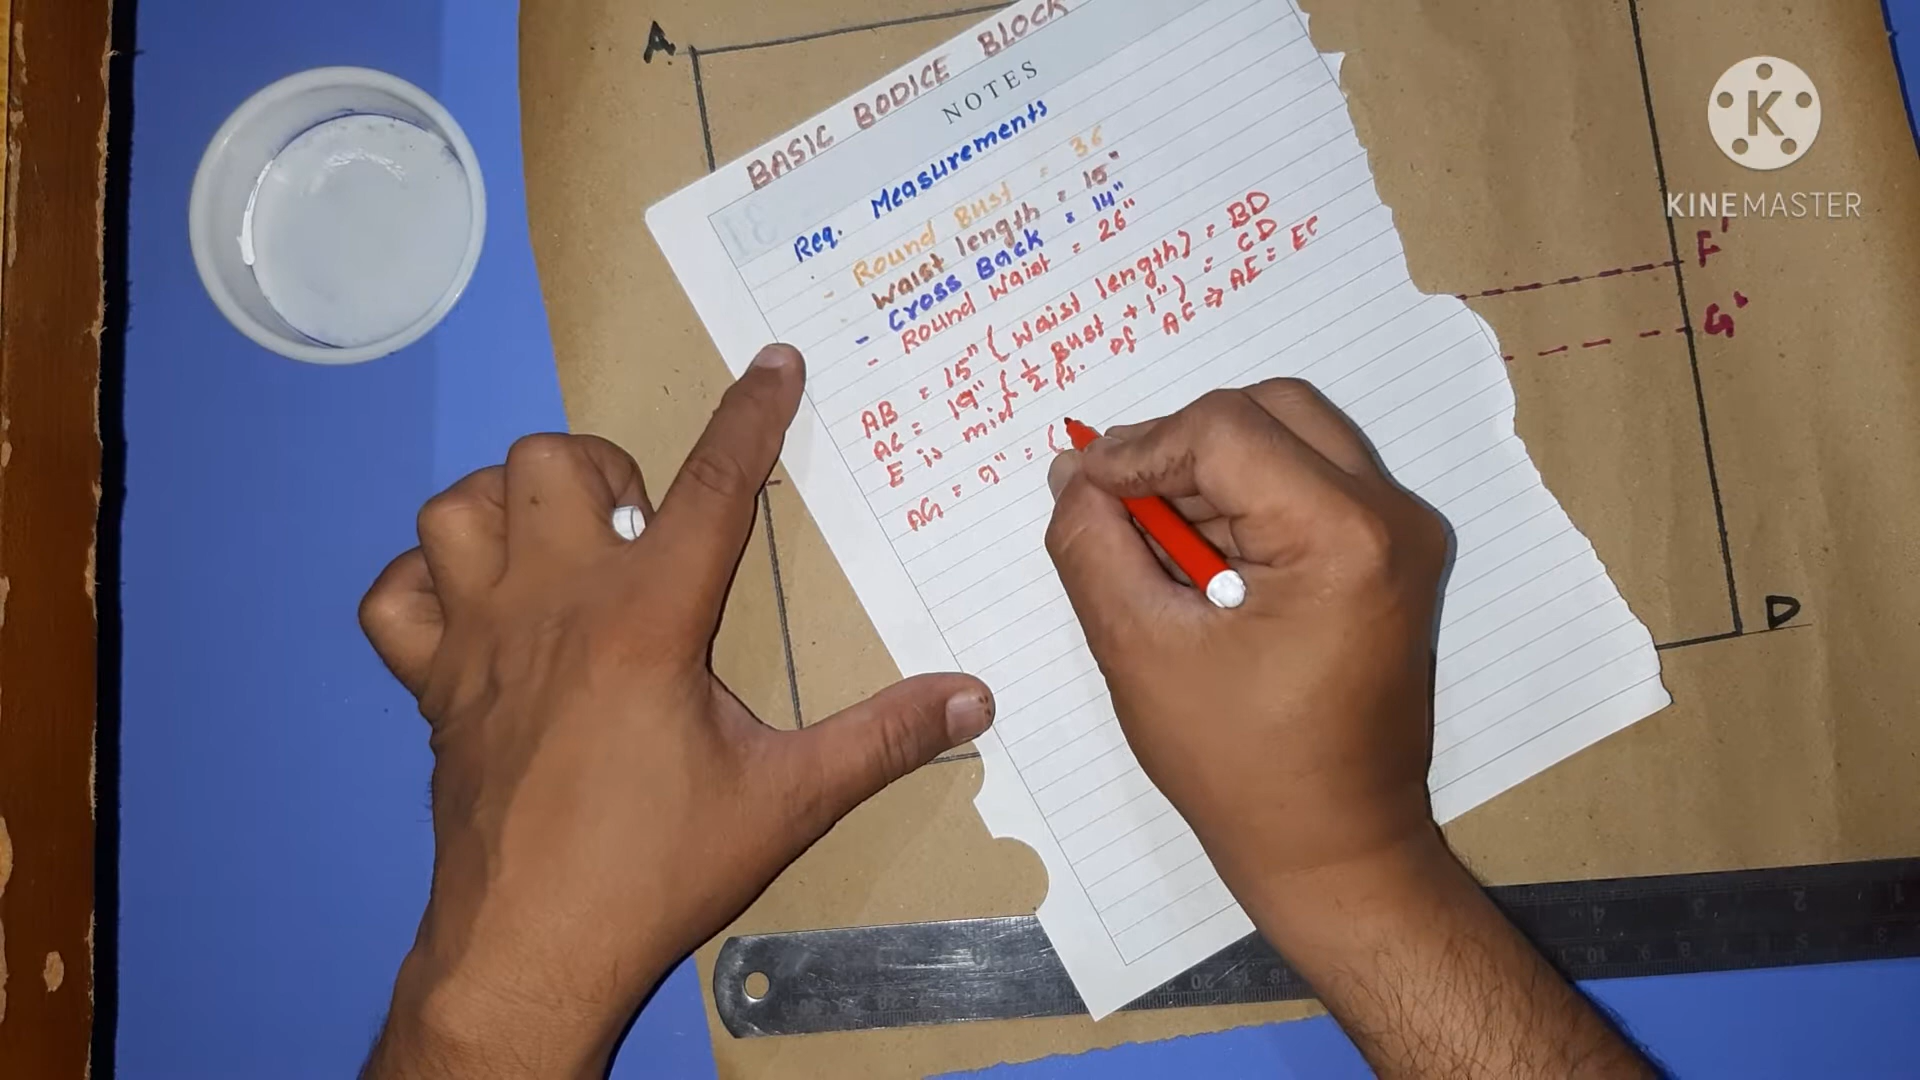 A
BASIC BODICE BLOCK
NOTES
Req. Measurements
- Round Bust = 36
Waist length = 15"
- Cross Back = 14"
- Round Waist = 26"
AB = 15" (Waist length) = BD
AC = 19" (1/2 Bust + 1") = CD
E is mid pt. of AC => AE = EC
AG = 9" = (
F'
G'
D
K
KINEMASTER